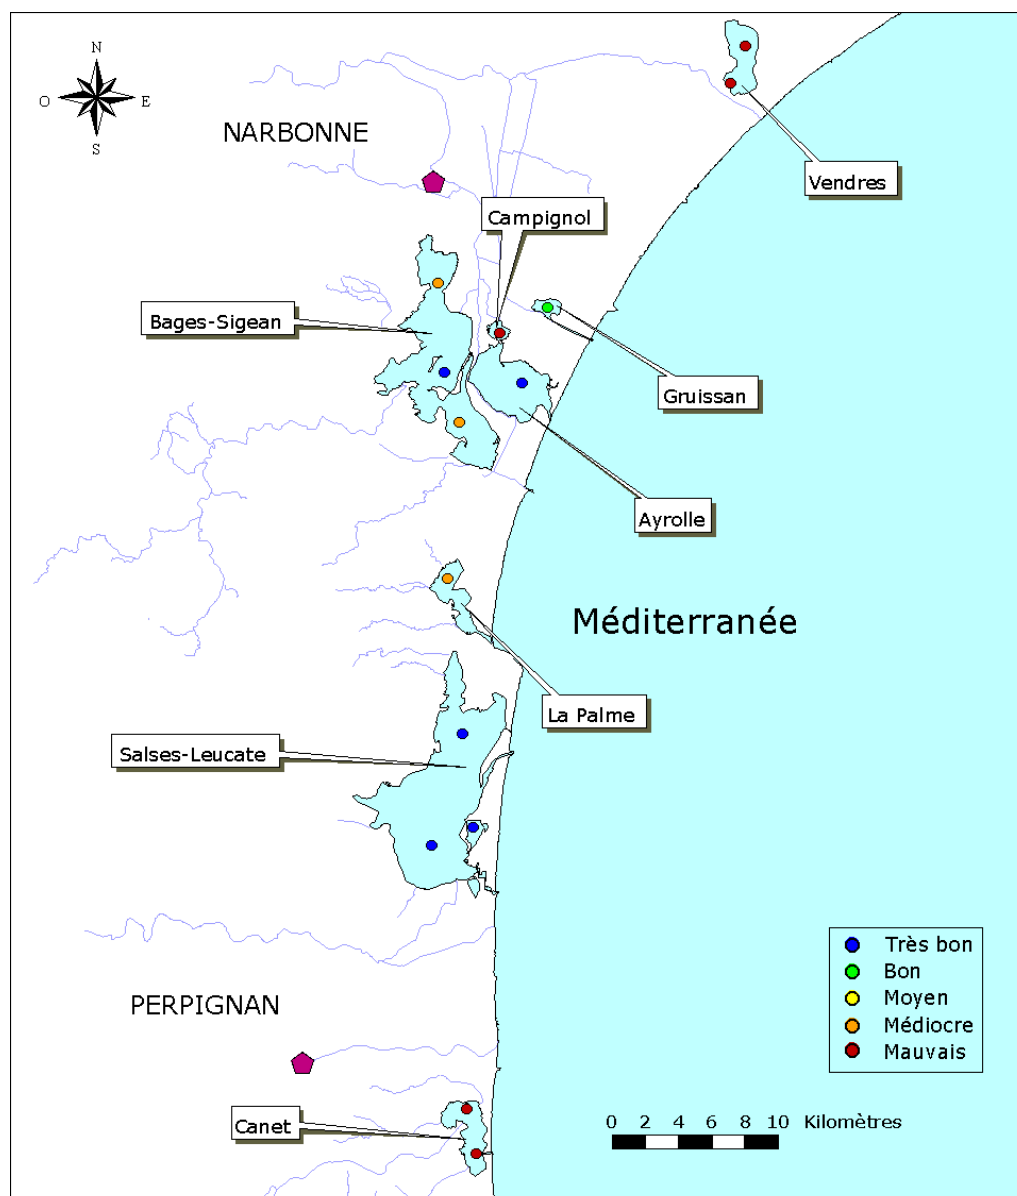 N
O
E
S
NARBONNE
Vendres
Campignol
Bages-Sigean
Gruissan
Ayrolle
Méditerranée
La Palme
Salses-Leucate
Très bon
Bon
Moyen
Médiocre
Mauvais
PERPIGNAN
Canet
0 2 4 6 8 10 Kilomètres